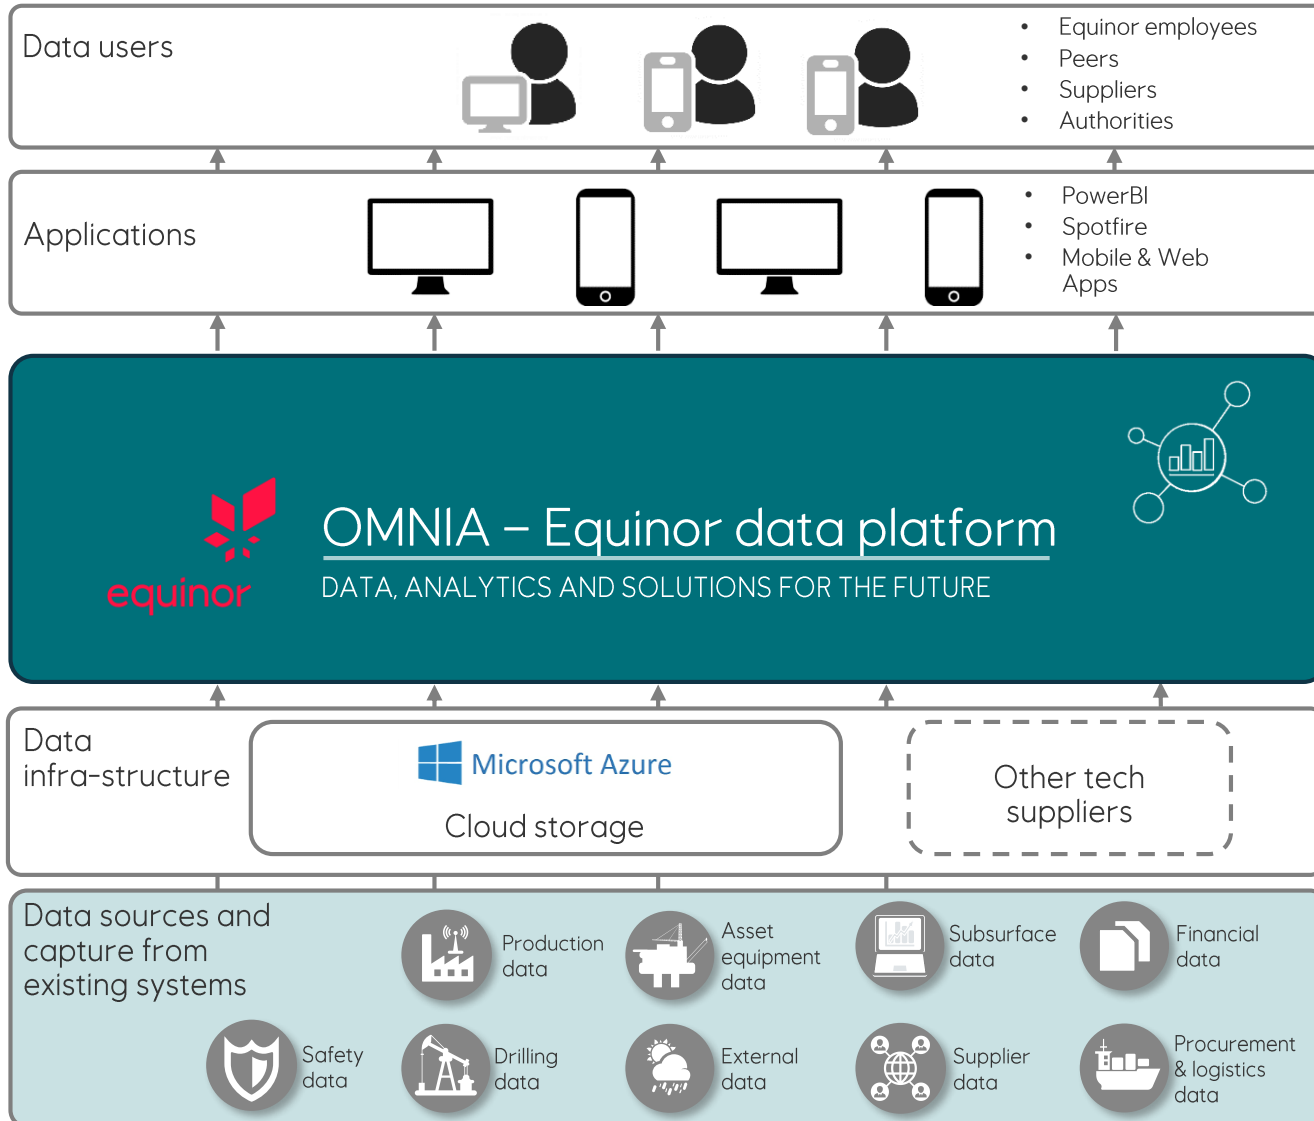 Data users
• Equinor employees
• Peers
• Suppliers
• Authorities
Applications
• PowerBI
• Spotfire
• Mobile & Web
Apps
equinor
OMNIA – Equinor data platform
DATA, ANALYTICS AND SOLUTIONS FOR THE FUTURE
Data
infra-structure
Microsoft Azure
Cloud storage
Other tech
suppliers
Data sources and
capture from
existing systems
Production
data
Asset
equipment
data
Subsurface
data
Financial
data
Safety
data
Drilling
data
External
data
Supplier
data
Procurement
& logistics
data